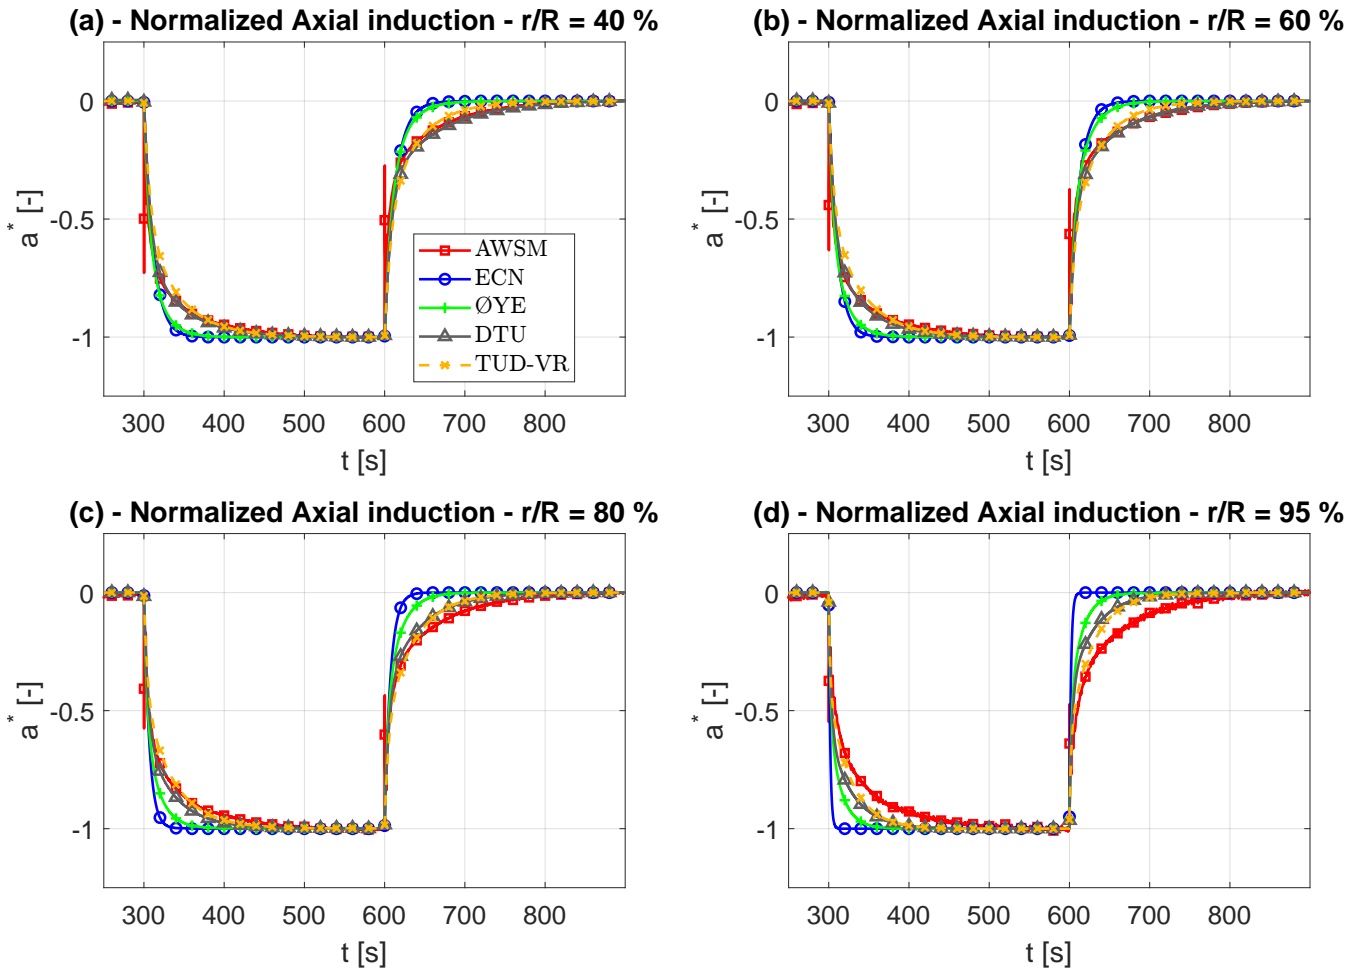 (a) - Normalized Axial induction - r/R = 40 %
0
-0.5
-1
a* [-]
300 400 500 600 700 800
t [s]
AWSM
ECN
ØYE
DTU
TUD-VR
(b) - Normalized Axial induction - r/R = 60 %
0
-0.5
-1
a* [-]
300 400 500 600 700 800
t [s]
(c) - Normalized Axial induction - r/R = 80 %
0
-0.5
-1
a* [-]
300 400 500 600 700 800
t [s]
(d) - Normalized Axial induction - r/R = 95 %
0
-0.5
-1
a* [-]
300 400 500 600 700 800
t [s]